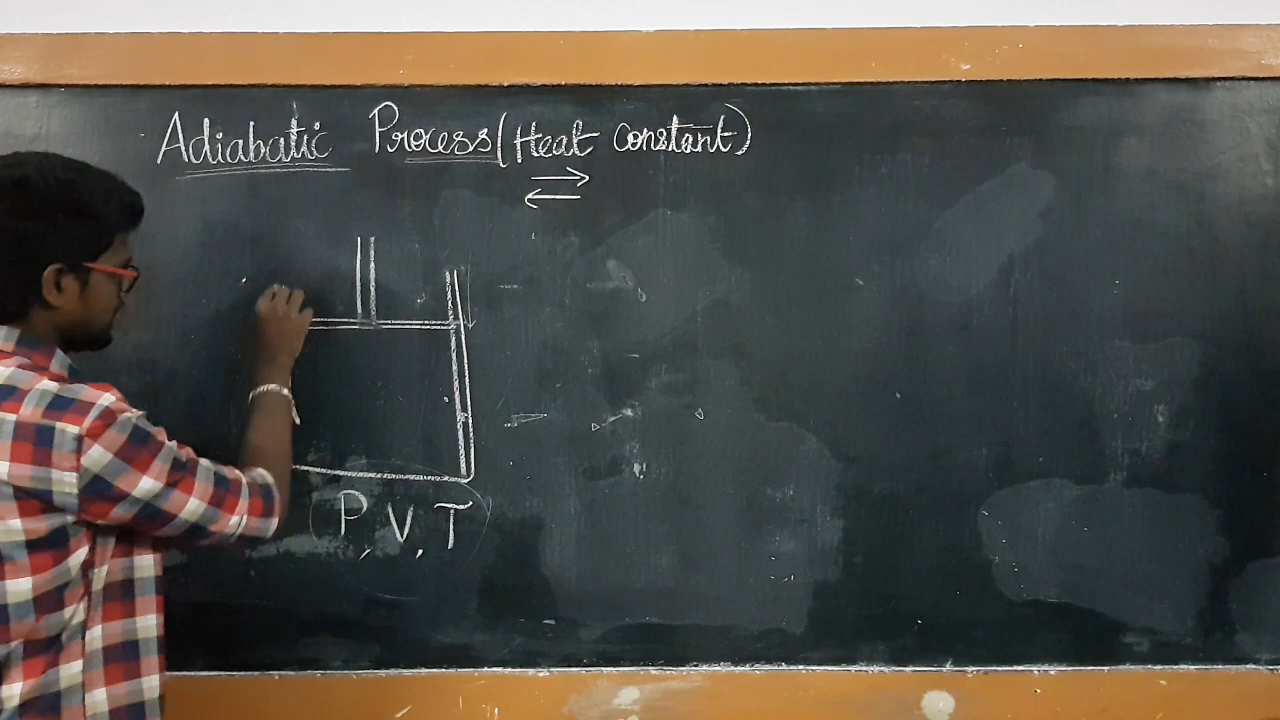 Adiabatic Process (Heat constant)
P, V, T